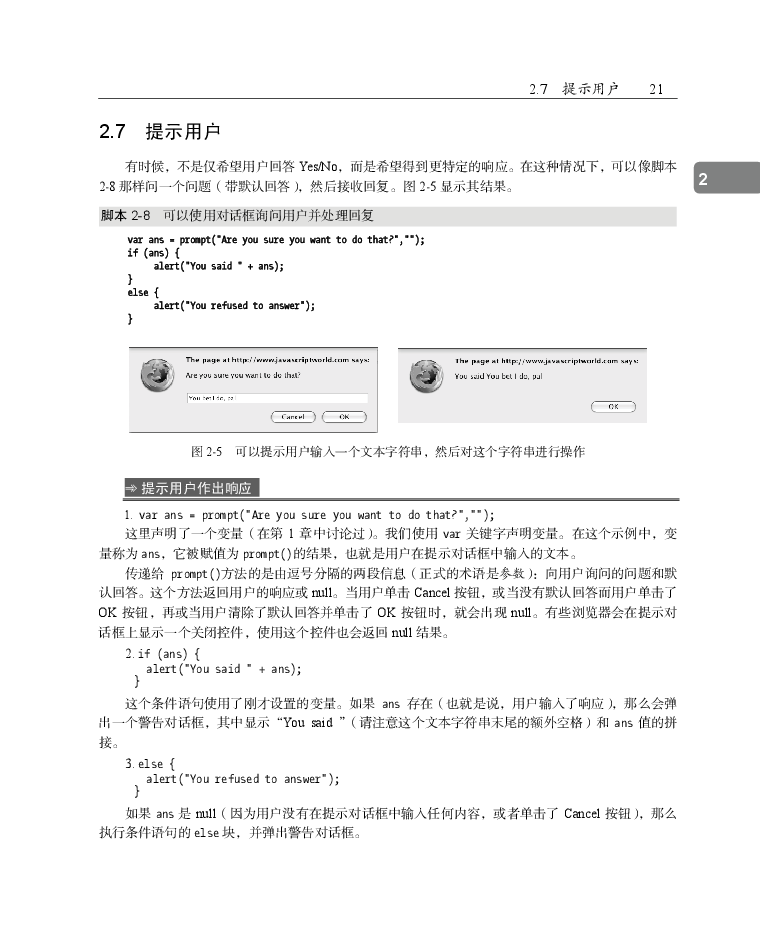 2.7 提示用户 21
2.7 提示用户
有时候，不是仅希望用户回答 Yes/No，而是希望得到更特定的响应。在这种情况下，可以像脚本
2-8 那样问一个问题（带默认回答），然后接收回复。图 2-5 显示其结果。
2
脚本 2-8 可以使用对话框询问用户并处理回复
var ans = prompt("Are you sure you want to do that?","");
if (ans) {
alert("You said " + ans);
}
else {
alert("You refused to answer");
}
The page at http://www.javascriptworld.com says:
Are you sure you want to do that?
You bet I do, pal
Cancel OK
The page at http://www.javascriptworld.com says:
You said You bet I do, pal
OK
图 2-5 可以提示用户输入一个文本字符串，然后对这个字符串进行操作
提示用户作出响应
1. var ans = prompt("Are you sure you want to do that?","");
这里声明了一个变量（在第 1 章中讨论过）。我们使用 var 关键字声明变量。在这个示例中，变
量称为 ans，它被赋值为 prompt()的结果，也就是用户在提示对话框中输入的文本。
传递给 prompt()方法的是由逗号分隔的两段信息（正式的术语是参数）：向用户询问的问题和默
认回答。这个方法返回用户的响应或 null。当用户单击 Cancel 按钮，或当没有默认回答而用户单击了
OK 按钮，再或当用户清除了默认回答并单击了 OK 按钮时，就会出现 null。有些浏览器会在提示对
话框上显示一个关闭控件，使用这个控件也会返回 null 结果。
2. if (ans) {
alert("You said " + ans);
}
这个条件语句使用了刚才设置的变量。如果 ans 存在（也就是说，用户输入了响应），那么会弹
出一个警告对话框，其中显示“You said ”（请注意这个文本字符串末尾的额外空格）和 ans 值的拼
接。
3. else {
alert("You refused to answer");
}
如果 ans 是 null（因为用户没有在提示对话框中输入任何内容，或者单击了 Cancel 按钮），那么
执行条件语句的 else 块，并弹出警告对话框。